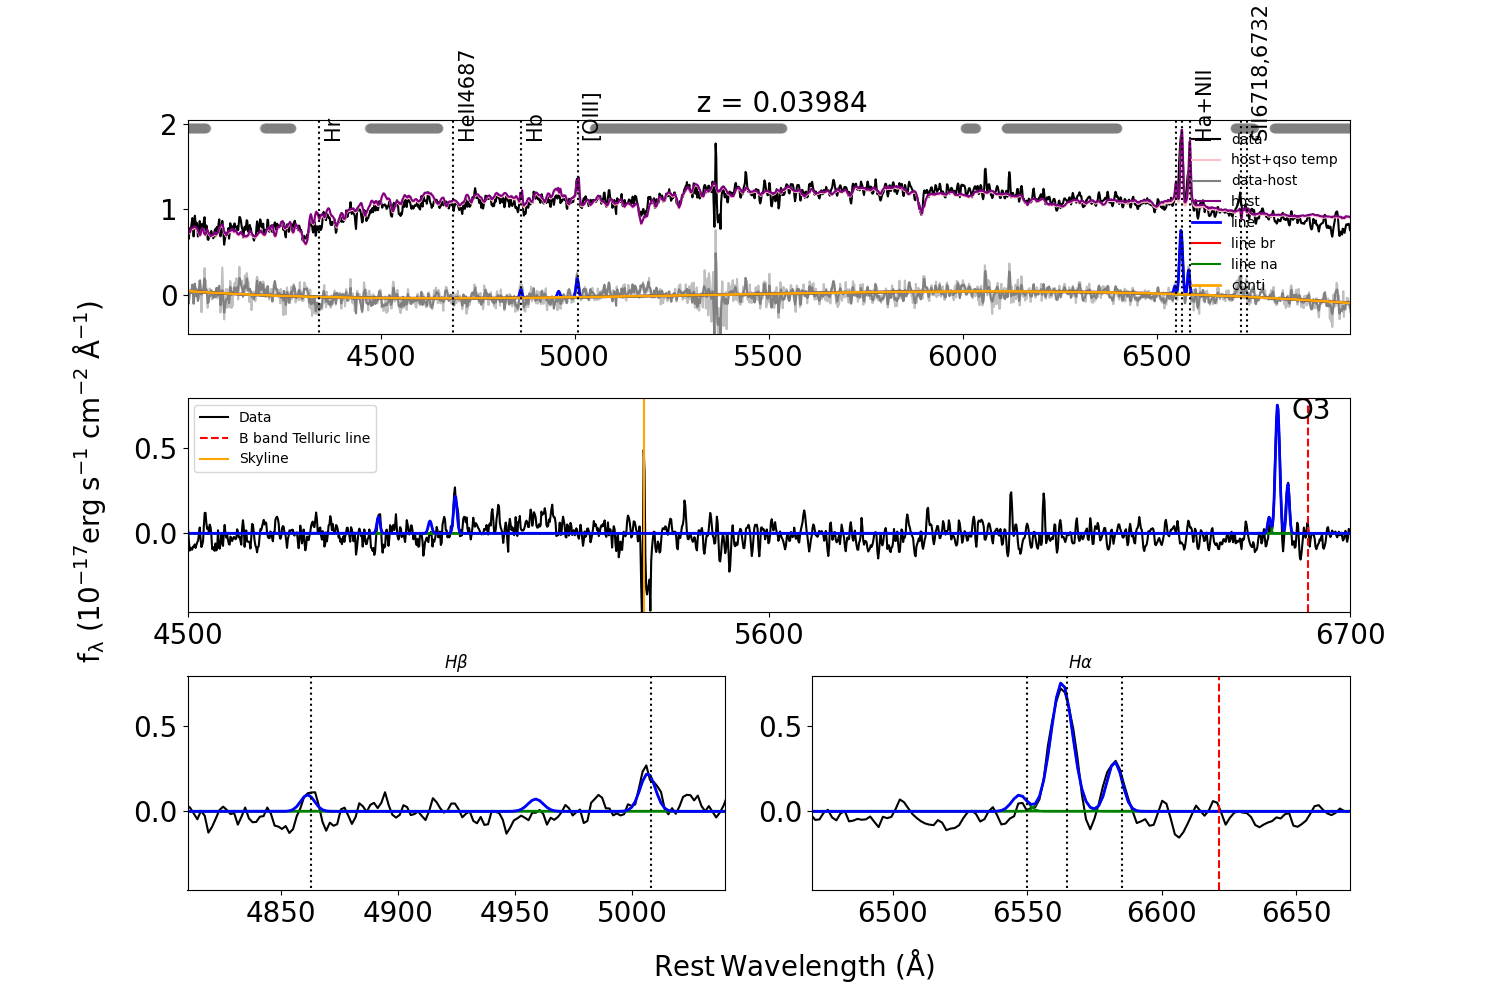 z = 0.03984
Hr
HeII4687
Hb
[OIII]
Ha+NII
SII6718,6732
2
1
0
data
host+qso temp
data-host
host
line
line br
line na
conti
4500 5000 5500 6000 6500
fλ (10⁻¹⁷erg s⁻¹ cm⁻² Å⁻¹)
Data
B band Telluric line
Skyline
O3
0.5
0.0
4500 5600 6700
Hβ
0.5
0.0
4850 4900 4950 5000
Hα
0.5
0.0
6500 6550 6600 6650
Rest Wavelength (Å)